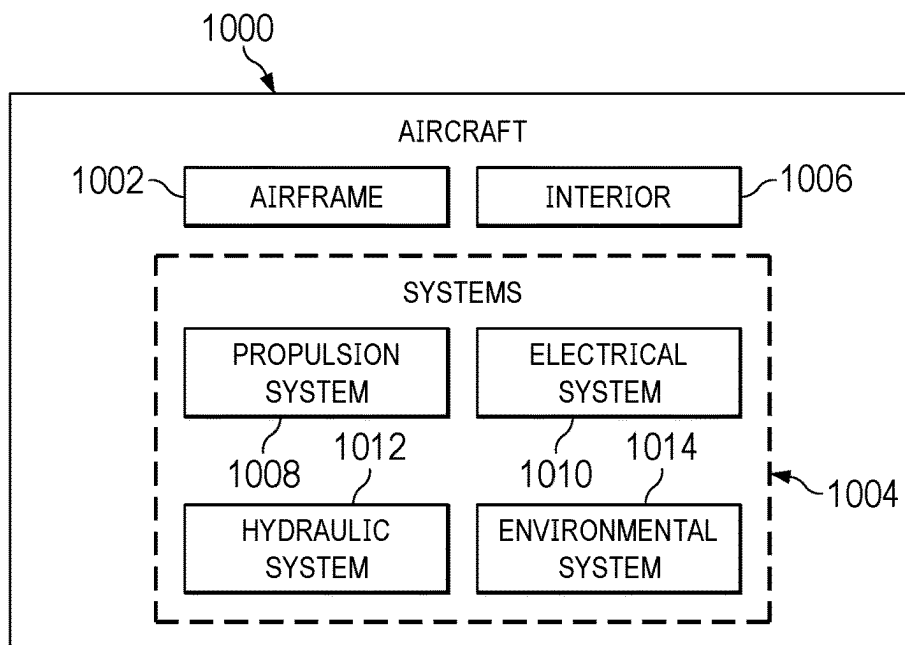 1000
AIRCRAFT
1002
AIRFRAME
INTERIOR
1006
SYSTEMS
PROPULSION
SYSTEM
ELECTRICAL
SYSTEM
1008
1012
1010
1014
1004
HYDRAULIC
SYSTEM
ENVIRONMENTAL
SYSTEM